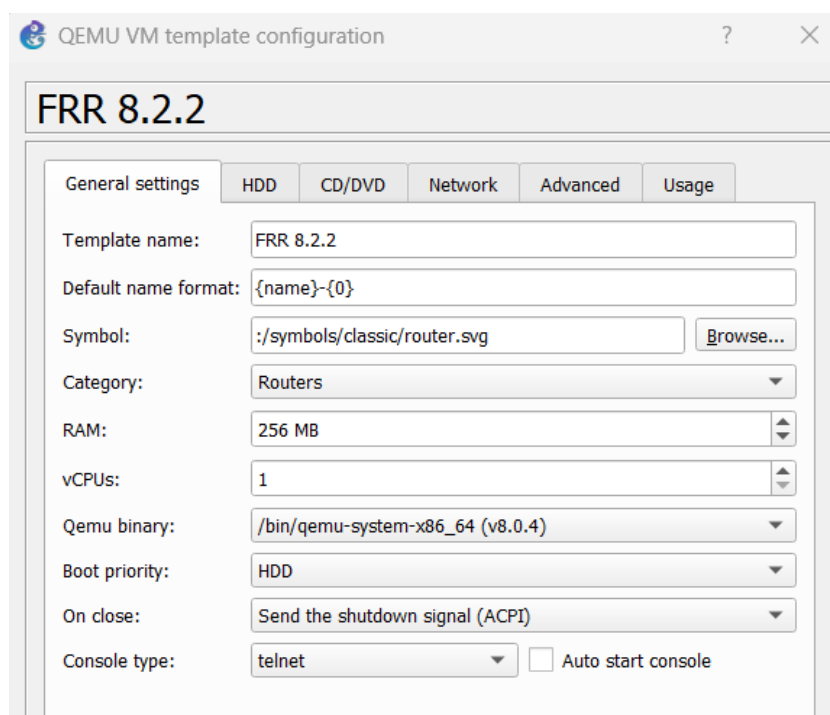 QEMU VM template configuration ? ×
FRR 8.2.2
General settings HDD CD/DVD Network Advanced Usage
Template name: FRR 8.2.2
Default name format: {name}-{0}
Symbol: :/symbols/classic/router.svg Browse...
Category: Routers
RAM: 256 MB
vCPUs: 1
Qemu binary: /bin/qemu-system-x86_64 (v8.0.4)
Boot priority: HDD
On close: Send the shutdown signal (ACPI)
Console type: telnet Auto start console